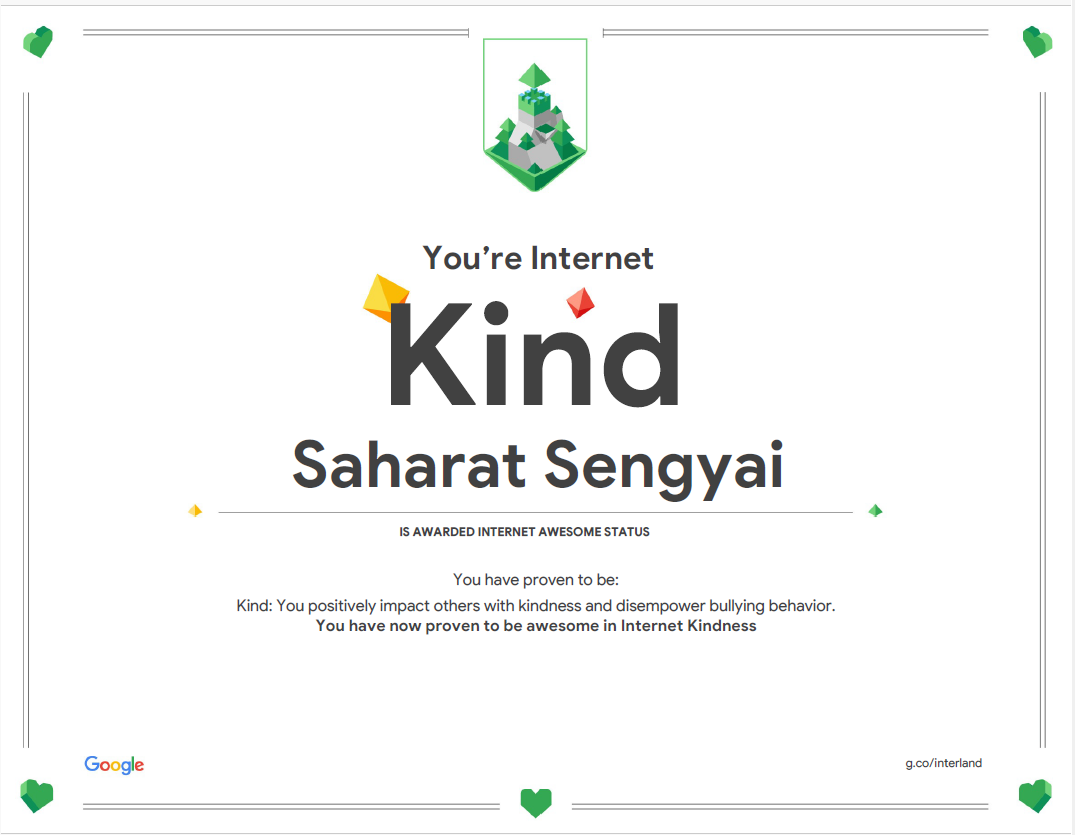 You’re Internet
Kind
Saharat Sengyai
IS AWARDED INTERNET AWESOME STATUS
You have proven to be:
Kind: You positively impact others with kindness and disempower bullying behavior.
You have now proven to be awesome in Internet Kindness
Google
g.co/interland